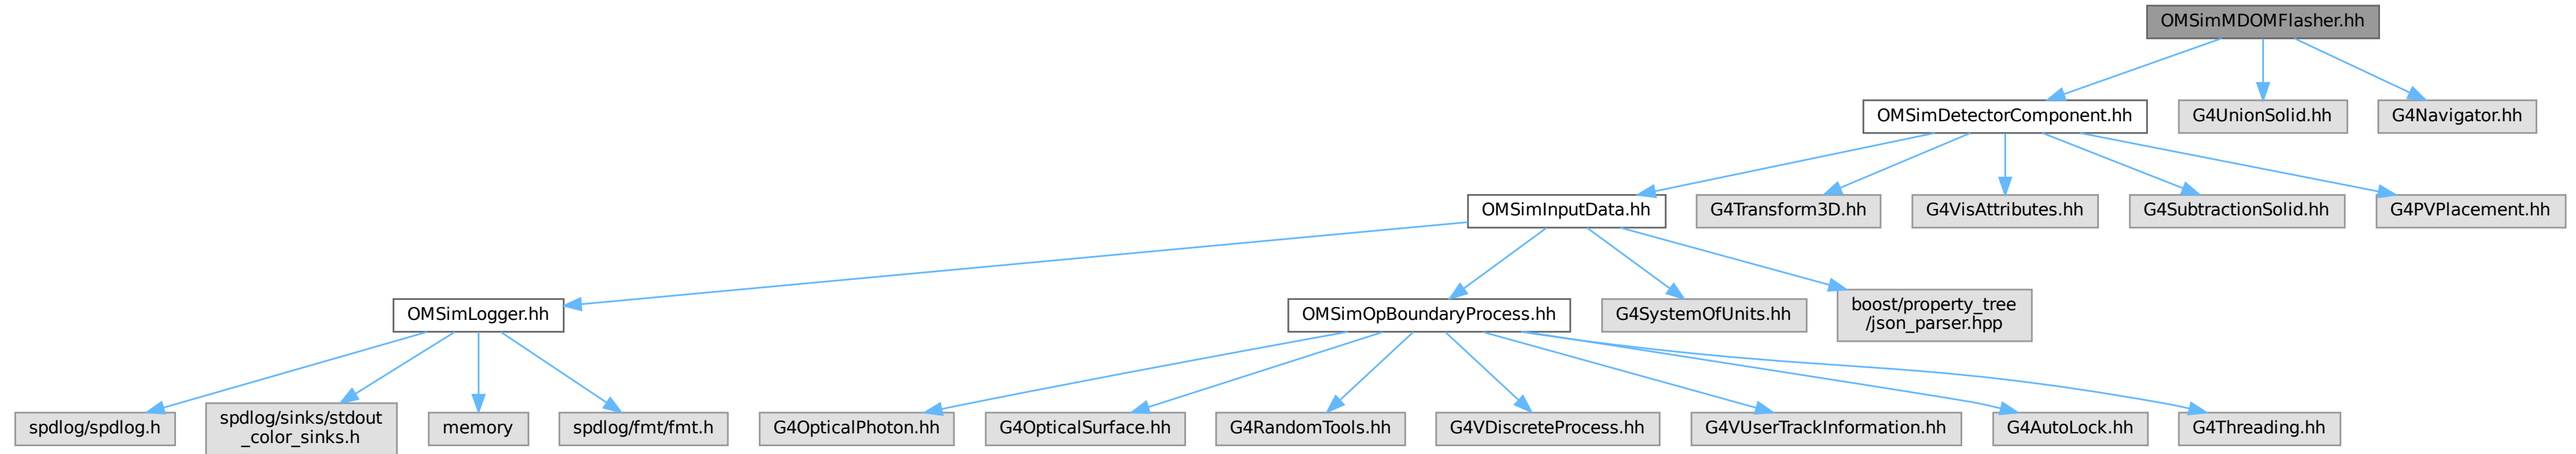 OMSimMDOMFlasher.hh
OMSimDetectorComponent.hh
G4UnionSolid.hh
G4Navigator.hh
OMSimInputData.hh
G4Transform3D.hh
G4VisAttributes.hh
G4SubtractionSolid.hh
G4PVPlacement.hh
OMSimLogger.hh
OMSimOpBoundaryProcess.hh
G4SystemOfUnits.hh
boost/property_tree
/json_parser.hpp
spdlog/spdlog.h
spdlog/sinks/stdout
_color_sinks.h
memory
spdlog/fmt/fmt.h
G4OpticalPhoton.hh
G4OpticalSurface.hh
G4RandomTools.hh
G4VDiscreteProcess.hh
G4VUserTrackInformation.hh
G4AutoLock.hh
G4Threading.hh